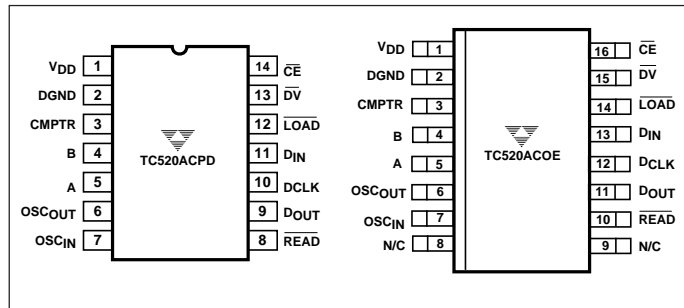 VDD 1
DGND 2
CMPTR 3
B 4
A 5
OSCOUT 6
OSCIN 7
TC520ACPD
14 CE
13 DV
12 LOAD
11 DIN
10 DCLK
9 DOUT
8 READ
VDD 1
DGND 2
CMPTR 3
B 4
A 5
OSCOUT 6
OSCIN 7
N/C 8
TC520ACOE
16 CE
15 DV
14 LOAD
13 DIN
12 DCLK
11 DOUT
10 READ
9 N/C